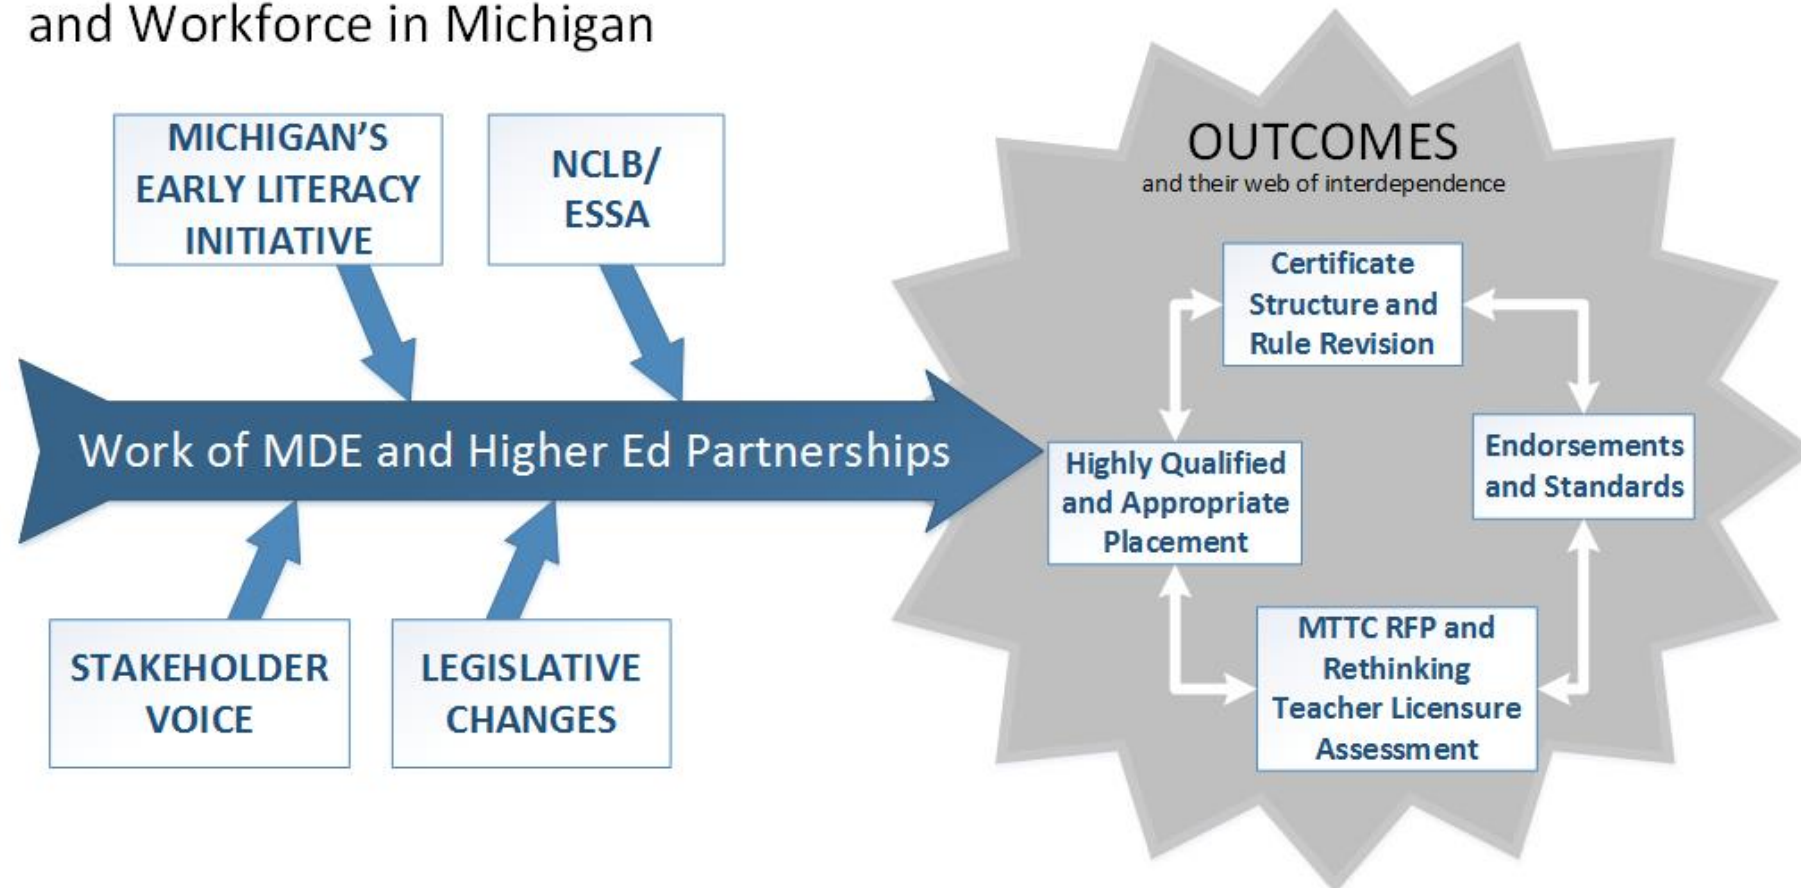 and Workforce in Michigan
MICHIGAN’S
EARLY LITERACY
INITIATIVE
NCLB/
ESSA
Work of MDE and Higher Ed Partnerships
STAKEHOLDER
VOICE
LEGISLATIVE
CHANGES
OUTCOMES
and their web of interdependence
Certificate
Structure and
Rule Revision
Highly Qualified
and Appropriate
Placement
Endorsements
and Standards
MTTC RFP and
Rethinking
Teacher Licensure
Assessment